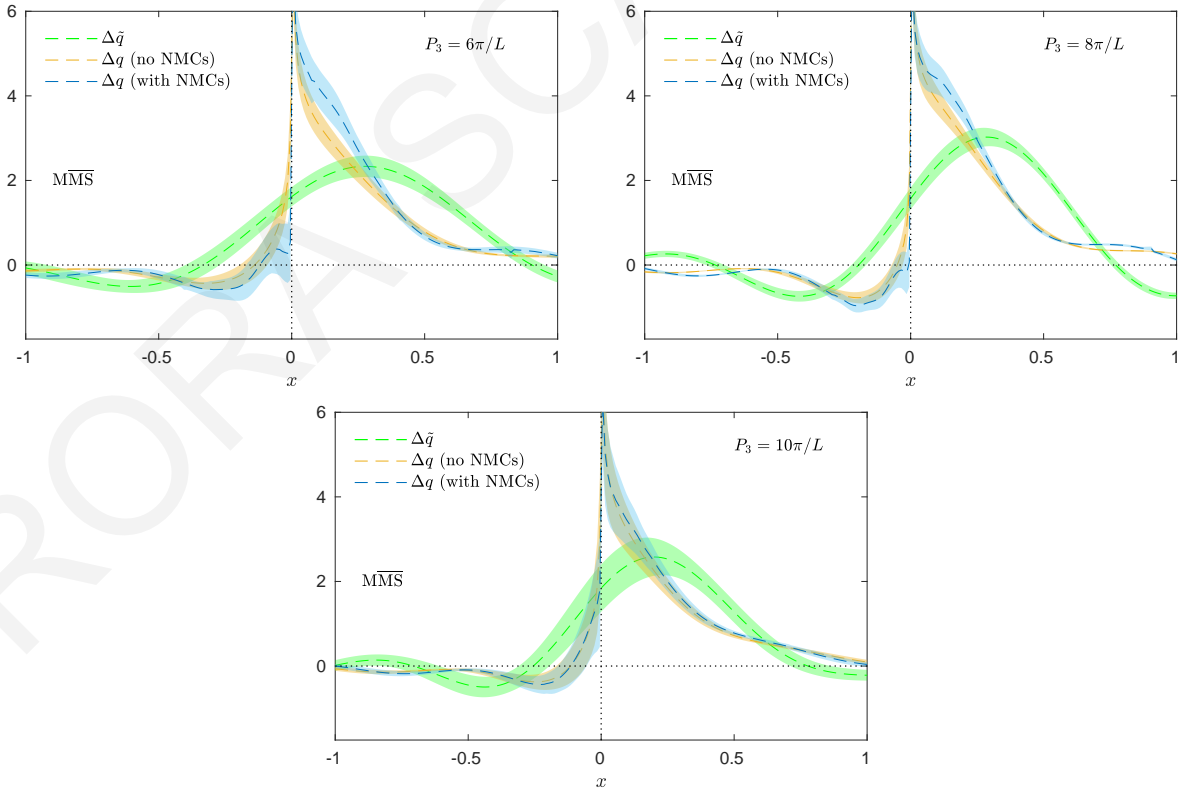 6
4
2
0
-1
-0.5
0
0.5
1
x
Δq̃
Δq (no NMCs)
Δq (with NMCs)
P₃ = 6π/L
MM̅S̅
6
4
2
0
-1
-0.5
0
0.5
1
x
Δq̃
Δq (no NMCs)
Δq (with NMCs)
P₃ = 8π/L
MM̅S̅
6
4
2
0
-1
-0.5
0
0.5
1
x
Δq̃
Δq (no NMCs)
Δq (with NMCs)
P₃ = 10π/L
MM̅S̅